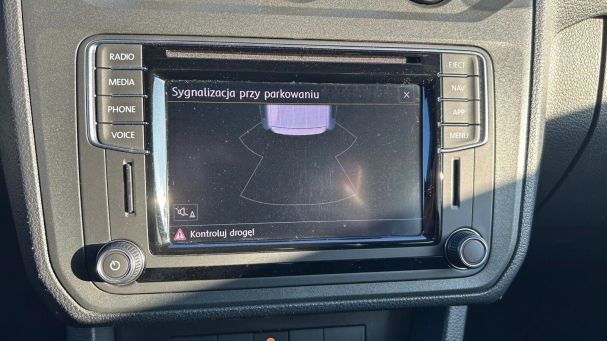 RADIO
MEDIA
PHONE
VOICE
Sygnalizacja przy parkowaniu
Kontroluj drogę!
EJECT
NAV
APP
MENU